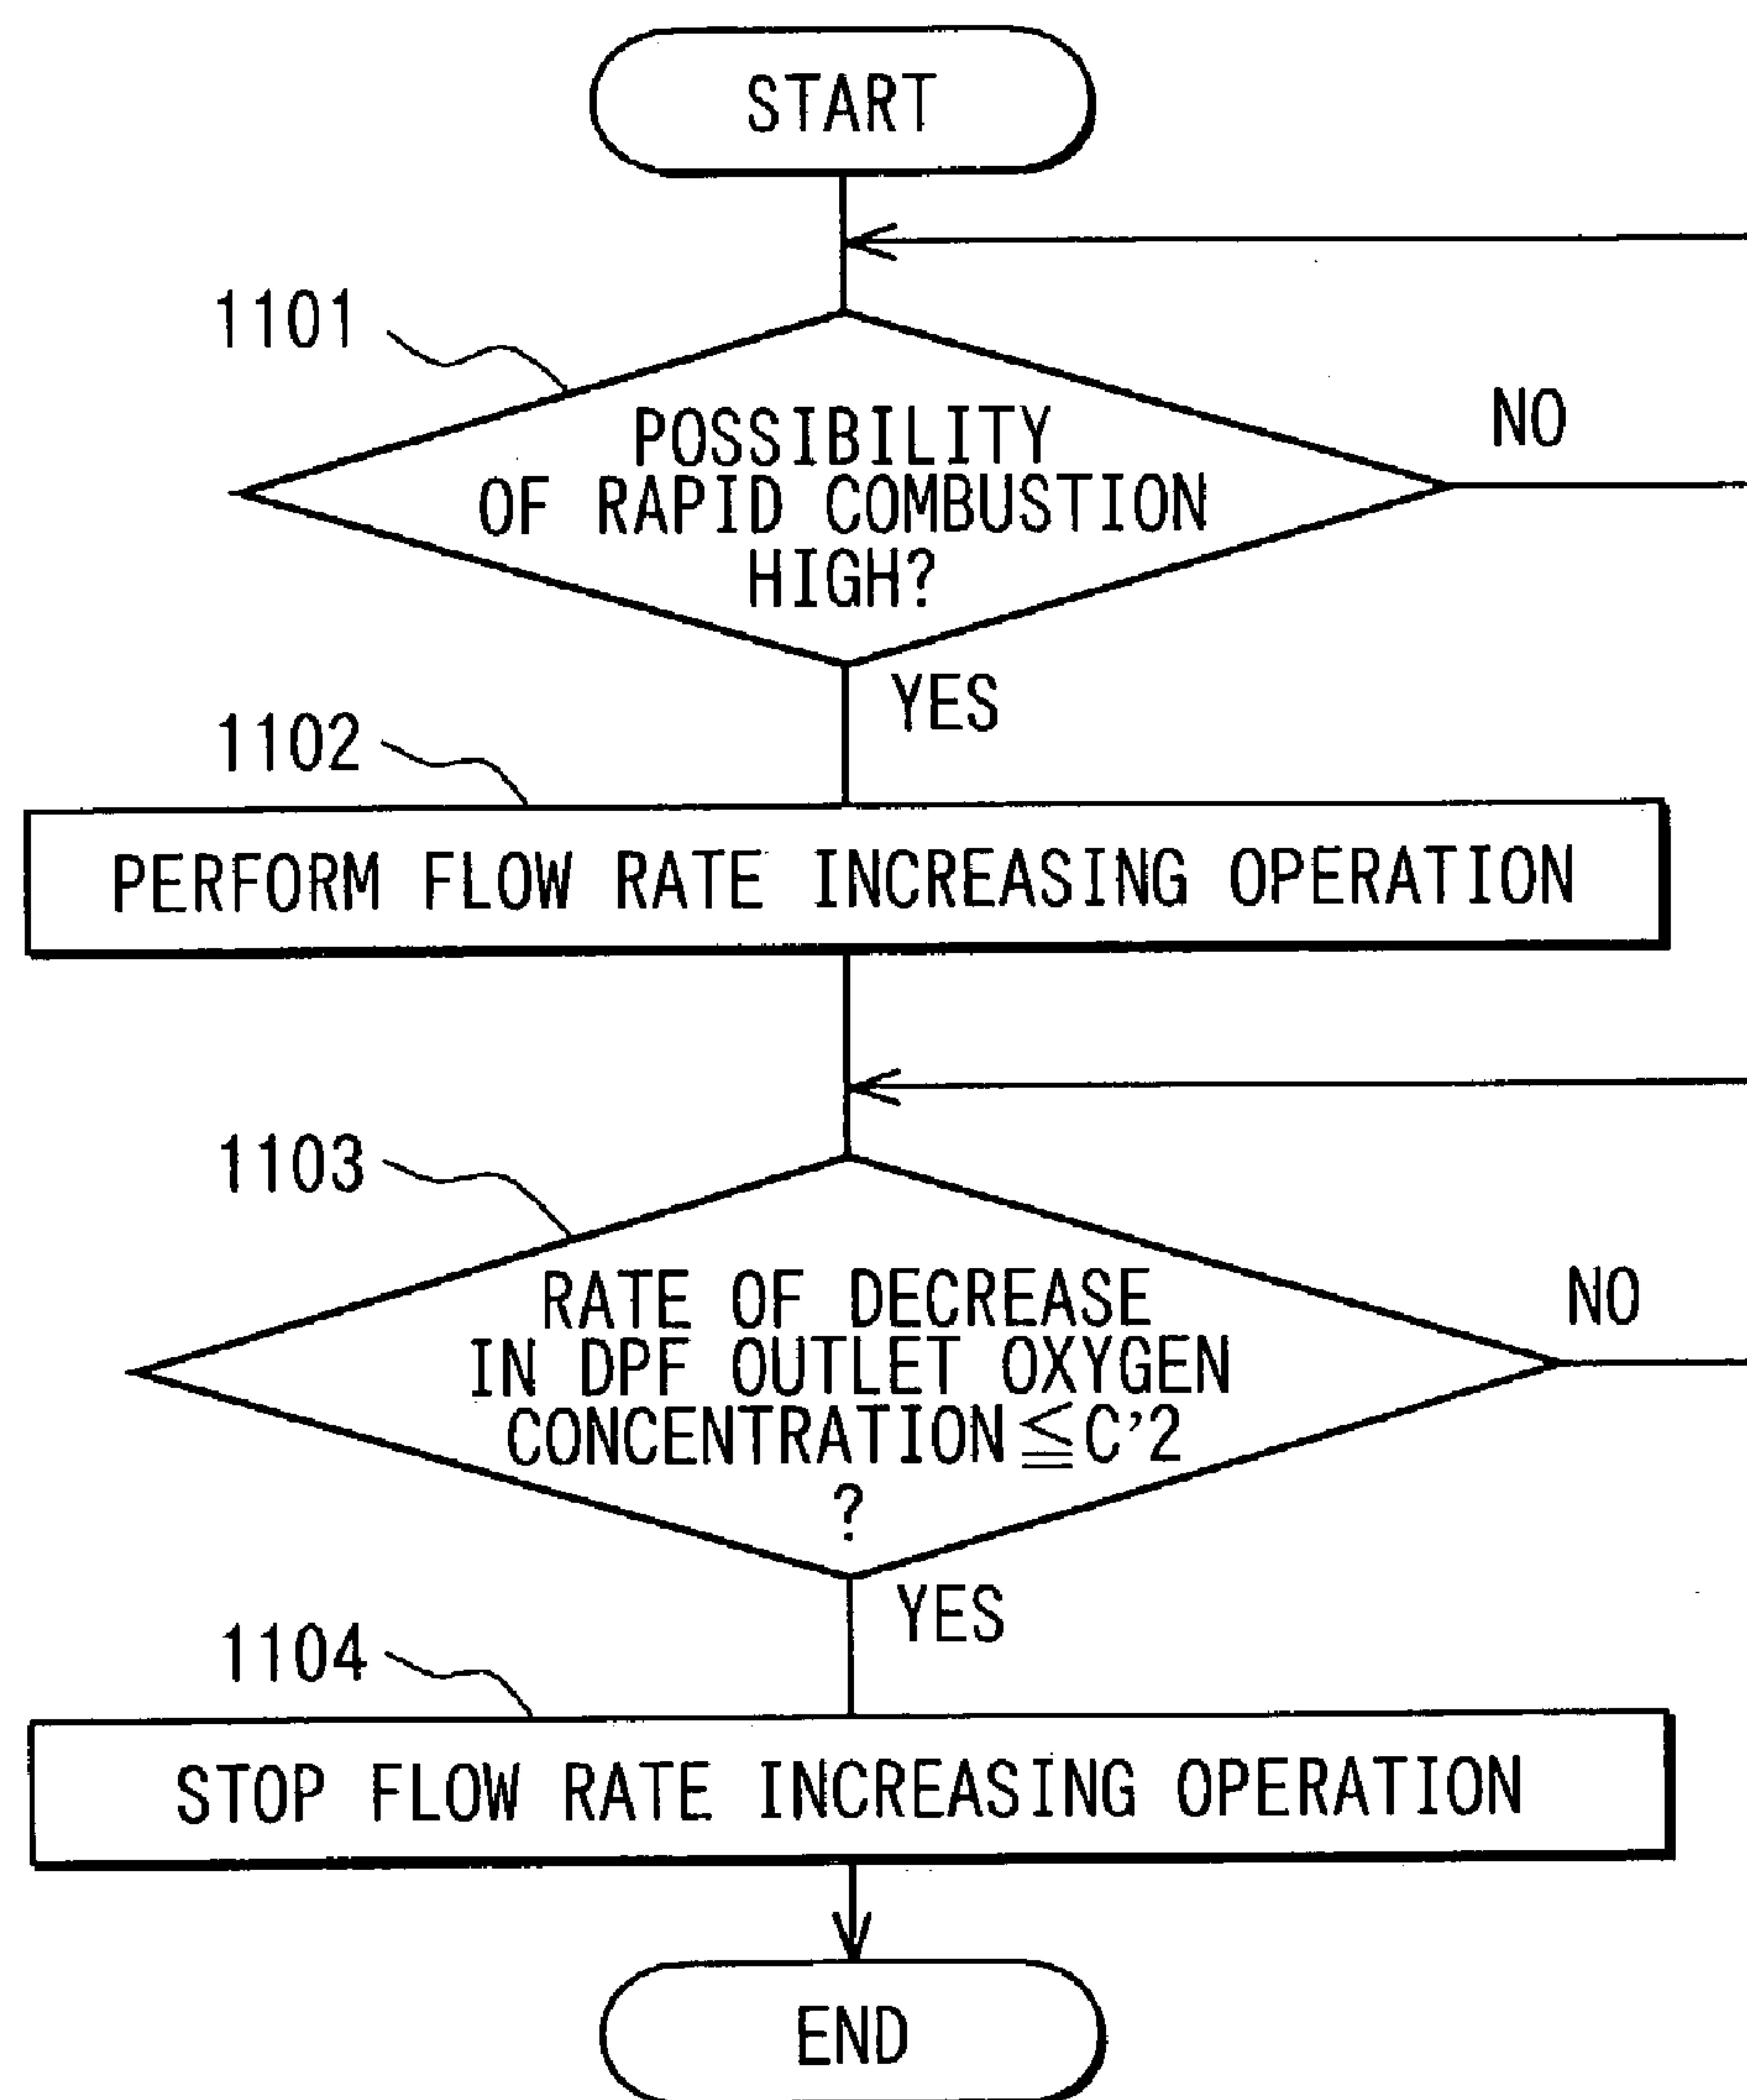 START
1101
POSSIBILITY
OF RAPID COMBUSTION
HIGH?
NO
YES
1102
PERFORM FLOW RATE INCREASING OPERATION
1103
RATE OF DECREASE
IN DPF OUTLET OXYGEN
CONCENTRATION≦C'2
?
NO
YES
1104
STOP FLOW RATE INCREASING OPERATION
END